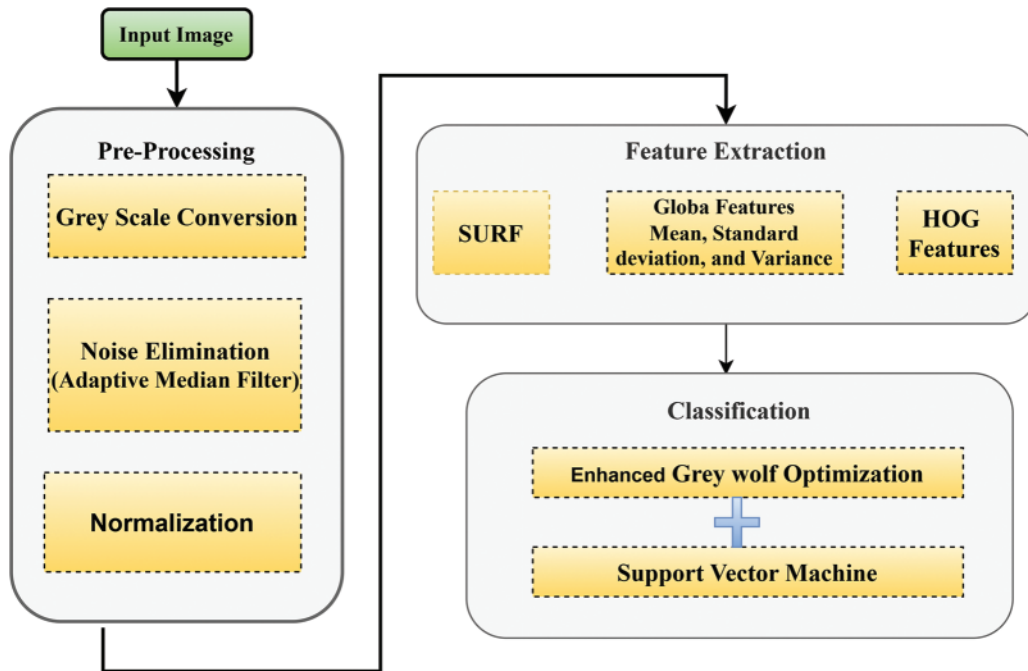 Input Image
Pre-Processing
Grey Scale Conversion
Noise Elimination
(Adaptive Median Filter)
Normalization
Feature Extraction
SURF
Globa Features
Mean, Standard
deviation, and Variance
HOG
Features
Classification
Enhanced Grey wolf Optimization
Support Vector Machine